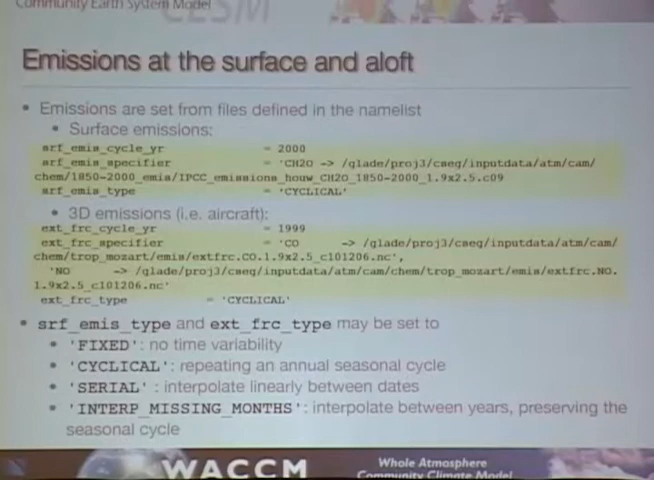 Community Earth System Model
CESM
Emissions at the surface and aloft
• Emissions are set from files defined in the namelist
• Surface emissions:
srf_emis_cycle_yr = 2000
srf_emis_specifier = 'CH2O -> /glade/proj3/cseg/inputdata/atm/cam/
chem/1850-2000_emis/IPCC_emissions_houw_CH2O_1850-2000_1.9x2.5.c09
srf_emis_type = 'CYCLICAL'
• 3D emissions (i.e. aircraft):
ext_frc_cycle_yr = 1999
ext_frc_specifier = 'CO -> /glade/proj3/cseg/inputdata/atm/cam/
chem/trop_mozart/emis/extfrc.CO.1.9x2.5_c101206.nc',
'NO -> /glade/proj3/cseg/inputdata/atm/cam/chem/trop_mozart/emis/extfrc.NO.
1.9x2.5_c101206.nc'
ext_frc_type = 'CYCLICAL'
• srf_emis_type and ext_frc_type may be set to
• 'FIXED': no time variability
• 'CYCLICAL': repeating an annual seasonal cycle
• 'SERIAL' : interpolate linearly between dates
• 'INTERP_MISSING_MONTHS': interpolate between years, preserving the
seasonal cycle
WACCM
Whole Atmosphere
Community Climate Model